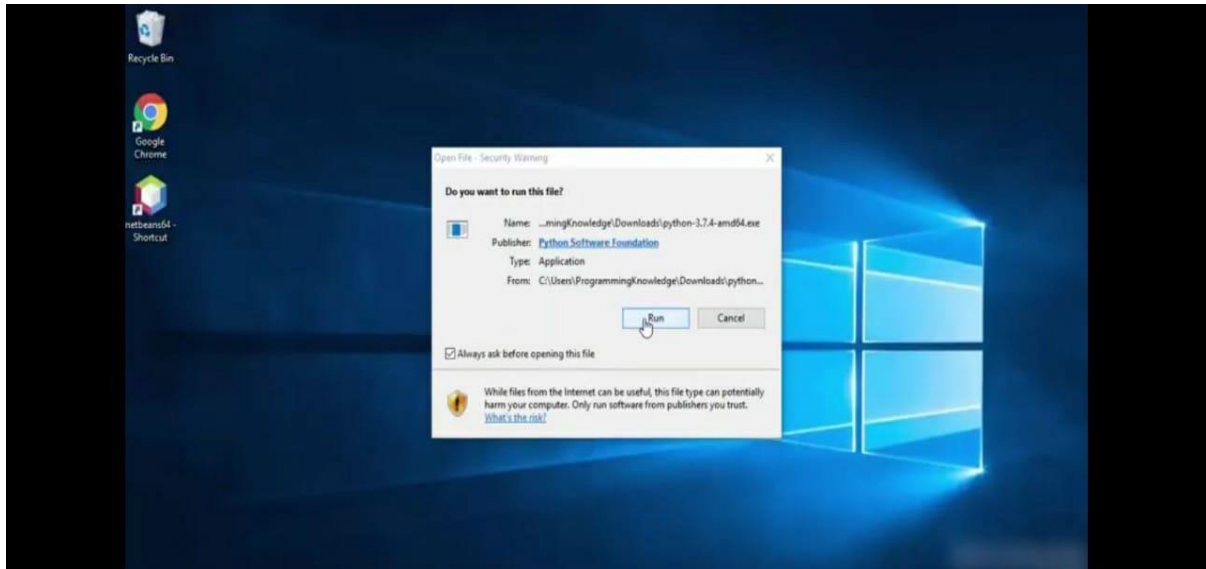 Recycle Bin
Google
Chrome
netbeans64 -
Shortcut
Open File - Security Warning
Do you want to run this file?
Name: ...mingKnowledge\Downloads\python-3.7.4-amd64.exe
Publisher: Python Software Foundation
Type: Application
From: C:\Users\ProgrammingKnowledge\Downloads\python...
Run Cancel
Always ask before opening this file
While files from the Internet can be useful, this file type can potentially
harm your computer. Only run software from publishers you trust.
What's the risk?